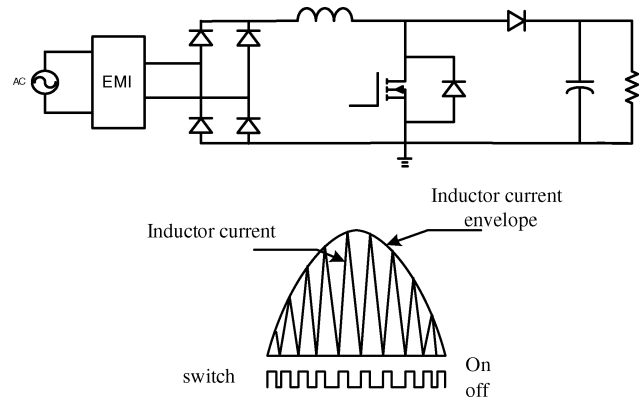 AC
EMI
Inductor current
envelope
Inductor current
switch
On
off